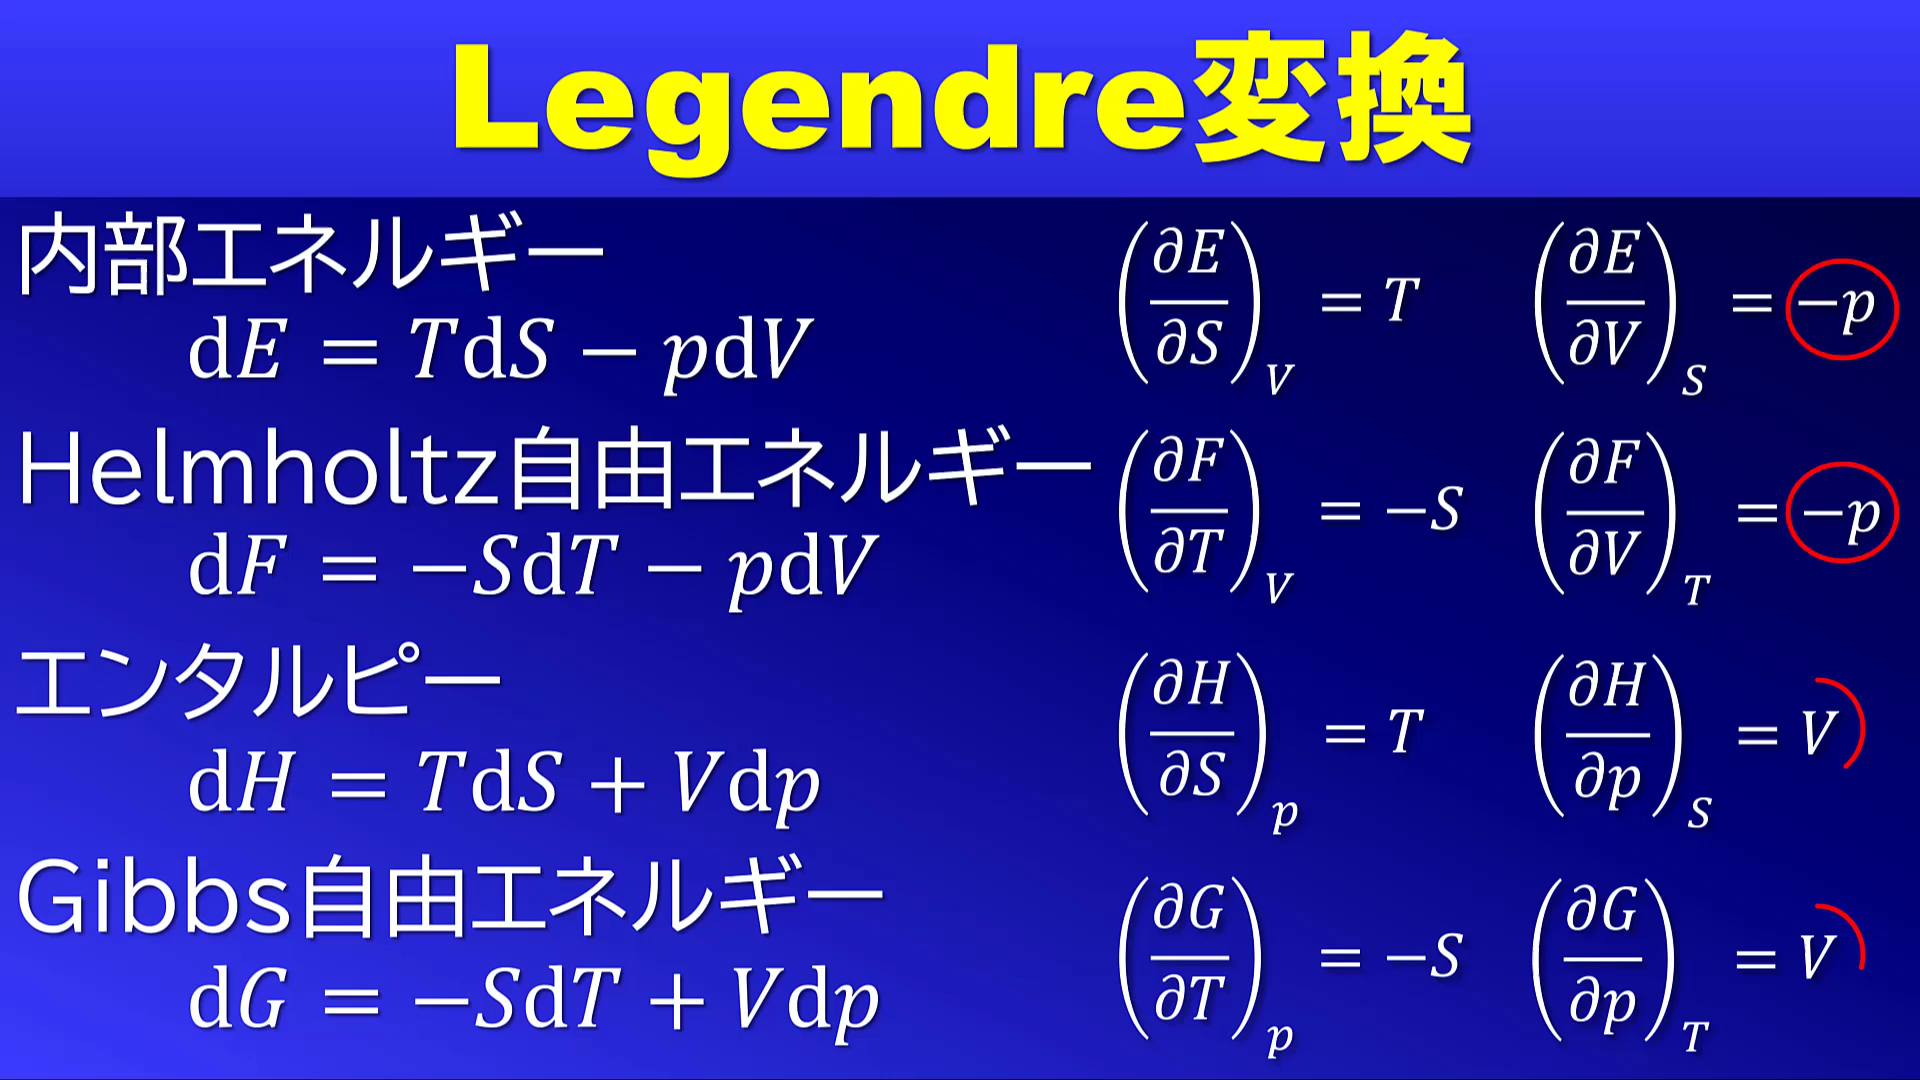 Legendre変換
内部エネルギー
dE = TdS − pdV
(∂E/∂S)_V = T (∂E/∂V)_S = −p
Helmholtz自由エネルギー
dF = −SdT − pdV
(∂F/∂T)_V = −S (∂F/∂V)_T = −p
エンタルピー
dH = TdS + Vdp
(∂H/∂S)_p = T (∂H/∂p)_S = V
Gibbs自由エネルギー
dG = −SdT + Vdp
(∂G/∂T)_p = −S (∂G/∂p)_T = V